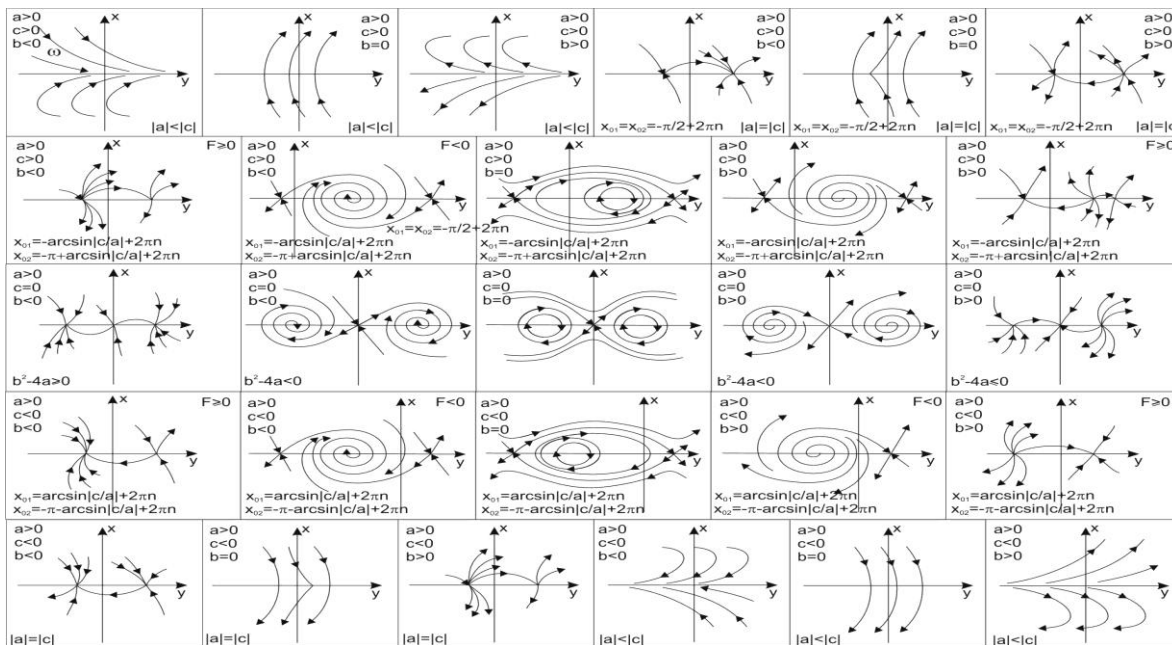 a>0
c>0
b<0
x
ω
y
|a|<|c|
a>0
c>0
b=0
x
y
|a|<|c|
a>0
c>0
b>0
x
y
|a|<|c|
a>0
c>0
b<0
x
y
x₀₁=x₀₂=-π/2+2πn
|a|=|c|
a>0
c>0
b=0
x
y
x₀₁=x₀₂=-π/2+2πn
|a|=|c|
a>0
c>0
b>0
x
y
x₀₁=x₀₂=-π/2+2πn
|a|=|c|
a>0
c>0
b<0
F≥0
x
y
x₀₁=-arcsin|c/a|+2πn
x₀₂=-π+arcsin|c/a|+2πn
a>0
c>0
b<0
F<0
x
y
x₀₁=x₀₂=-π/2+2πn
x₀₁=-arcsin|c/a|+2πn
x₀₂=-π+arcsin|c/a|+2πn
a>0
c>0
b=0
x
y
x₀₁=-arcsin|c/a|+2πn
x₀₂=-π+arcsin|c/a|+2πn
a>0
c>0
b>0
x
y
x₀₁=-arcsin|c/a|+2πn
x₀₂=-π+arcsin|c/a|+2πn
a>0
c>0
b>0
F≥0
x
y
x₀₁=-arcsin|c/a|+2πn
x₀₂=-π+arcsin|c/a|+2πn
a>0
c=0
b<0
x
y
b²-4a≥0
a>0
c=0
b<0
x
y
b²-4a<0
a>0
c=0
b=0
x
y
a>0
c=0
b>0
x
y
b²-4a<0
a>0
c=0
b>0
x
y
b²-4a≤0
a>0
c<0
b<0
F≥0
x
y
x₀₁=arcsin|c/a|+2πn
x₀₂=-π-arcsin|c/a|+2πn
a>0
c<0
b<0
F<0
x
y
x₀₁=arcsin|c/a|+2πn
x₀₂=-π-arcsin|c/a|+2πn
a>0
c<0
b=0
x
y
x₀₁=arcsin|c/a|+2πn
x₀₂=-π-arcsin|c/a|+2πn
a>0
c<0
b>0
F<0
x
y
x₀₁=arcsin|c/a|+2πn
x₀₂=-π-arcsin|c/a|+2πn
a>0
c<0
b>0
F≥0
x
y
x₀₁=arcsin|c/a|+2πn
x₀₂=-π-arcsin|c/a|+2πn
a>0
c<0
b<0
x
y
|a|=|c|
a>0
c<0
b=0
x
y
|a|=|c|
a>0
c<0
b>0
x
y
|a|=|c|
a>0
c<0
b<0
x
y
|a|<|c|
a>0
c<0
b=0
x
y
|a|<|c|
a>0
c<0
b>0
x
y
|a|<|c|